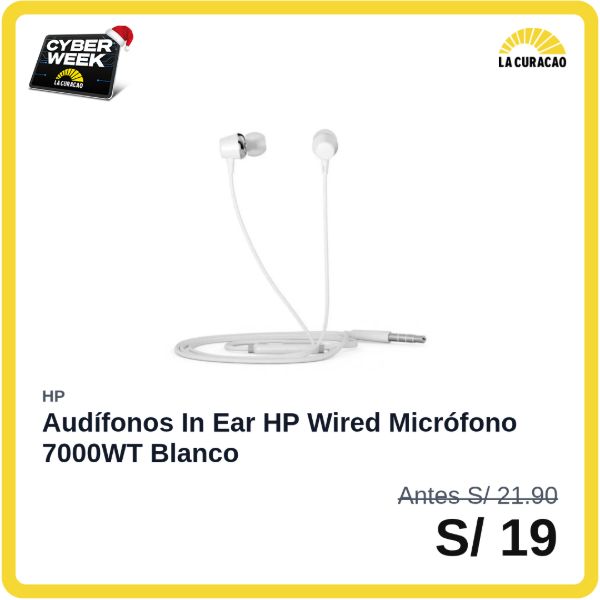 CYBER
WEEK
LA CURACAO
LA CURACAO
HP
Audífonos In Ear HP Wired Micrófono
7000WT Blanco
Antes S/ 21.90
S/ 19